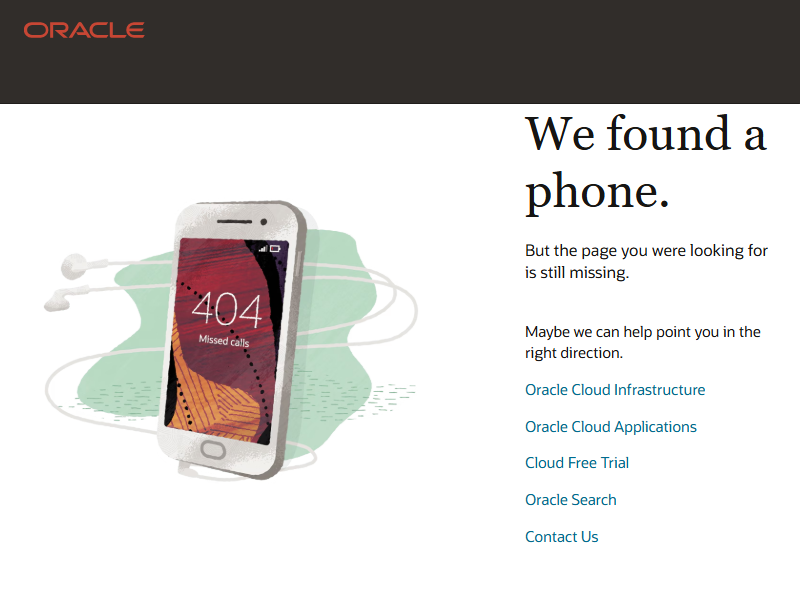 ORACLE
We found a
phone.
But the page you were looking for
is still missing.
Maybe we can help point you in the
right direction.
Oracle Cloud Infrastructure
Oracle Cloud Applications
Cloud Free Trial
Oracle Search
Contact Us
404
Missed calls